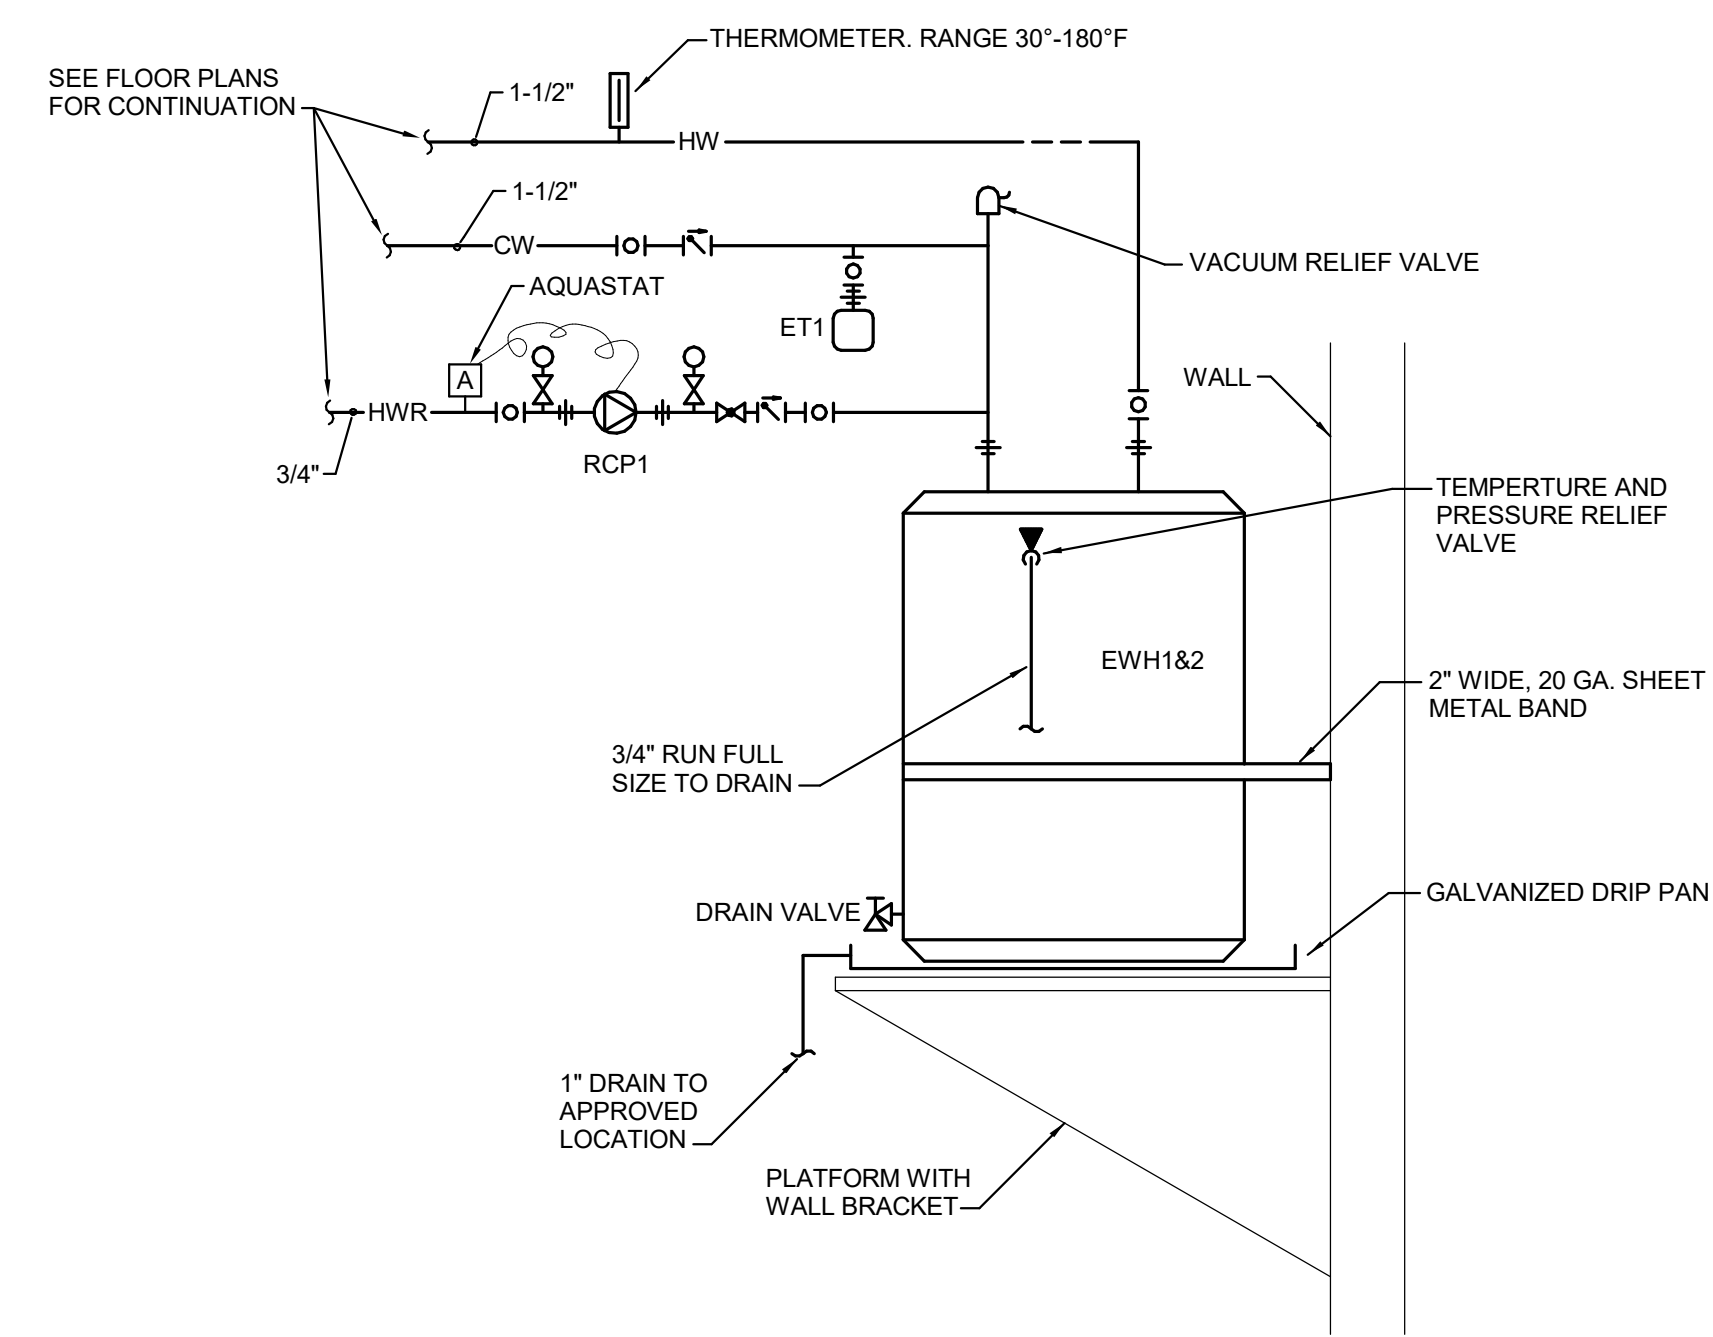 THERMOMETER. RANGE 30°-180°F
SEE FLOOR PLANS
FOR CONTINUATION
1-1/2"
HW
1-1/2"
CW
VACUUM RELIEF VALVE
AQUASTAT
ET1
A
HWR
WALL
RCP1
3/4"
TEMPERTURE AND
PRESSURE RELIEF
VALVE
EWH1&2
2" WIDE, 20 GA. SHEET
METAL BAND
3/4" RUN FULL
SIZE TO DRAIN
GALVANIZED DRIP PAN
DRAIN VALVE
1" DRAIN TO
APPROVED
LOCATION
PLATFORM WITH
WALL BRACKET